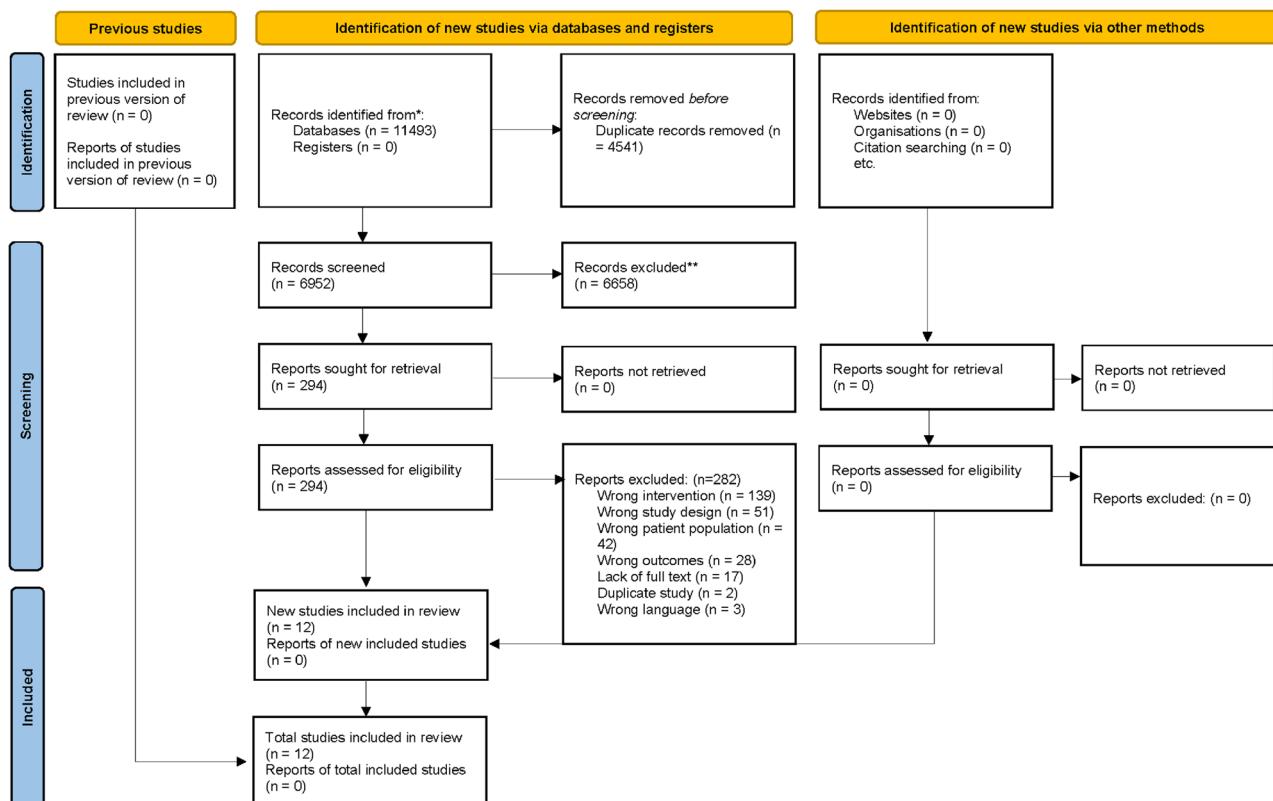 Previous studies
Identification of new studies via databases and registers
Identification of new studies via other methods
Identification
Studies included in
previous version of
review (n = 0)
Reports of studies
included in previous
version of review (n = 0)
Records identified from*:
Databases (n = 11493)
Registers (n = 0)
Records removed before
screening:
Duplicate records removed (n
= 4541)
Records identified from:
Websites (n = 0)
Organisations (n = 0)
Citation searching (n = 0)
etc.
Screening
Records screened
(n = 6952)
Records excluded**
(n = 6658)
Reports sought for retrieval
(n = 294)
Reports not retrieved
(n = 0)
Reports sought for retrieval
(n = 0)
Reports not retrieved
(n = 0)
Reports assessed for eligibility
(n = 294)
Reports excluded: (n=282)
Wrong intervention (n = 139)
Wrong study design (n = 51)
Wrong patient population (n =
42)
Wrong outcomes (n = 28)
Lack of full text (n = 17)
Duplicate study (n = 2)
Wrong language (n = 3)
Reports assessed for eligibility
(n = 0)
Reports excluded: (n = 0)
Included
New studies included in review
(n = 12)
Reports of new included studies
(n = 0)
Total studies included in review
(n = 12)
Reports of total included studies
(n = 0)